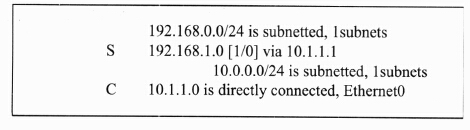 192.168.0.0/24 is subnetted, 1subnets
S 192.168.1.0 [1/0] via 10.1.1.1
10.0.0.0/24 is subnetted, 1subnets
C 10.1.1.0 is directly connected, Ethernet0